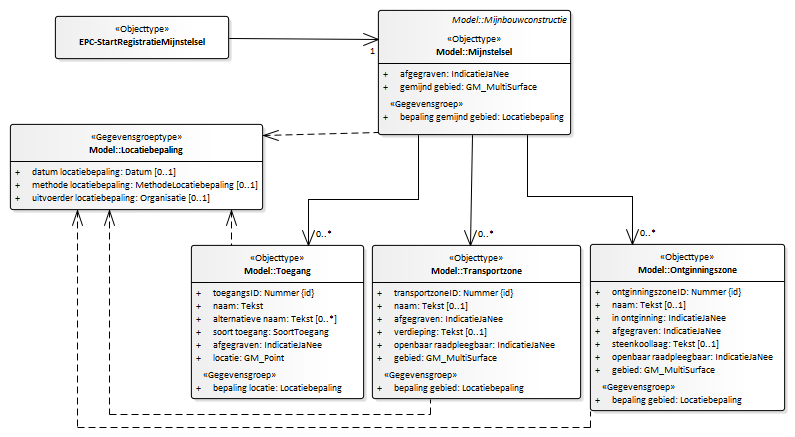 «Objecttype»
EPC-StartRegistratieMijnstelsel
1
Model::Mijnbouwconstructie
«Objecttype»
Model::Mijnstelsel
+ afgegraven: IndicatieJaNee
+ gemijnd gebied: GM_MultiSurface
«Gegevensgroep»
+ bepaling gemijnd gebied: Locatiebepaling
«Gegevensgroeptype»
Model::Locatiebepaling
+ datum locatiebepaling: Datum [0..1]
+ methode locatiebepaling: MethodeLocatiebepaling [0..1]
+ uitvoerder locatiebepaling: Organisatie [0..1]
0..*
0..*
0..*
«Objecttype»
Model::Toegang
+ toegangsID: Nummer {id}
+ naam: Tekst
+ alternatieve naam: Tekst [0..*]
+ soort toegang: SoortToegang
+ afgegraven: IndicatieJaNee
+ locatie: GM_Point
«Gegevensgroep»
+ bepaling locatie: Locatiebepaling
«Objecttype»
Model::Transportzone
+ transportzoneID: Nummer {id}
+ naam: Tekst [0..1]
+ afgegraven: IndicatieJaNee
+ verdieping: Tekst [0..1]
+ openbaar raadpleegbaar: IndicatieJaNee
+ gebied: GM_MultiSurface
«Gegevensgroep»
+ bepaling gebied: Locatiebepaling
«Objecttype»
Model::Ontginningszone
+ ontginningszoneID: Nummer {id}
+ naam: Tekst [0..1]
+ in ontginning: IndicatieJaNee
+ afgegraven: IndicatieJaNee
+ steenkoollaag: Tekst [0..1]
+ openbaar raadpleegbaar: IndicatieJaNee
+ gebied: GM_MultiSurface
«Gegevensgroep»
+ bepaling gebied: Locatiebepaling